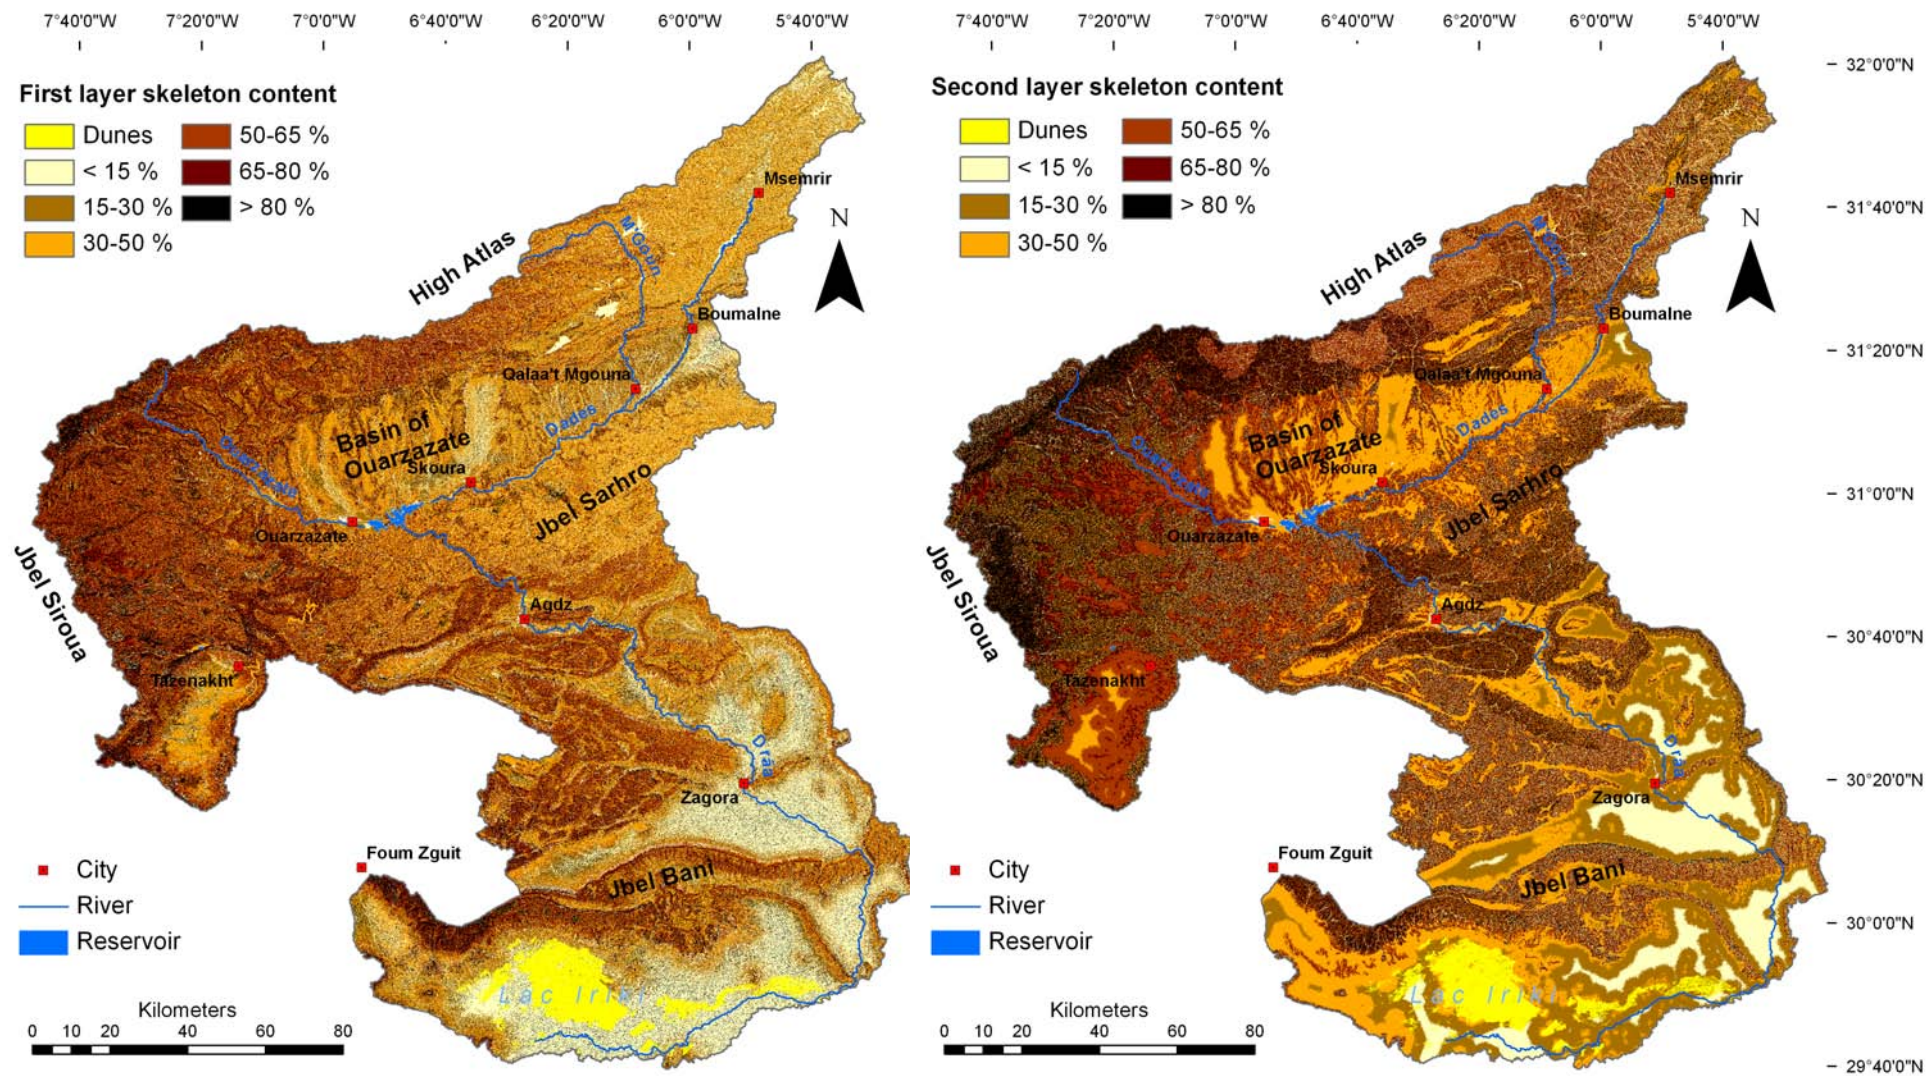 7°40'0"W 7°20'0"W 7°00'W 6°40'0"W 6°20'0"W 6°00'W 5°40'0"W
First layer skeleton content
Dunes
< 15 %
15-30 %
30-50 %
50-65 %
65-80 %
> 80 %
N
High Atlas
M'Goun
Msemrir
Boumalne
Qalaa't Mgouna
Dades
Basin of
Ouarzazate
Skoura
Ouarzazate
Ouarzazate
Jbel Sarhro
Jbel Siroua
Agdz
Tazenakht
Draa
Zagora
Foum Zguit
Jbel Bani
Lac Iriki
City
River
Reservoir
Kilometers
0 10 20 40 60 80
7°40'0"W 7°20'0"W 7°00'W 6°40'0"W 6°20'0"W 6°00'W 5°40'0"W
Second layer skeleton content
Dunes
< 15 %
15-30 %
30-50 %
50-65 %
65-80 %
> 80 %
N
High Atlas
M'Goun
Msemrir
Boumalne
Qalaa't Mgouna
Dades
Basin of
Ouarzazate
Skoura
Ouarzazate
Ouarzazate
Jbel Sarhro
Jbel Siroua
Agdz
Tazenakht
Draa
Zagora
Foum Zguit
Jbel Bani
Lac Iriki
City
River
Reservoir
Kilometers
0 10 20 40 60 80
32°0'0"N
31°40'0"N
31°20'0"N
31°0'0"N
30°40'0"N
30°20'0"N
30°0'0"N
29°40'0"N